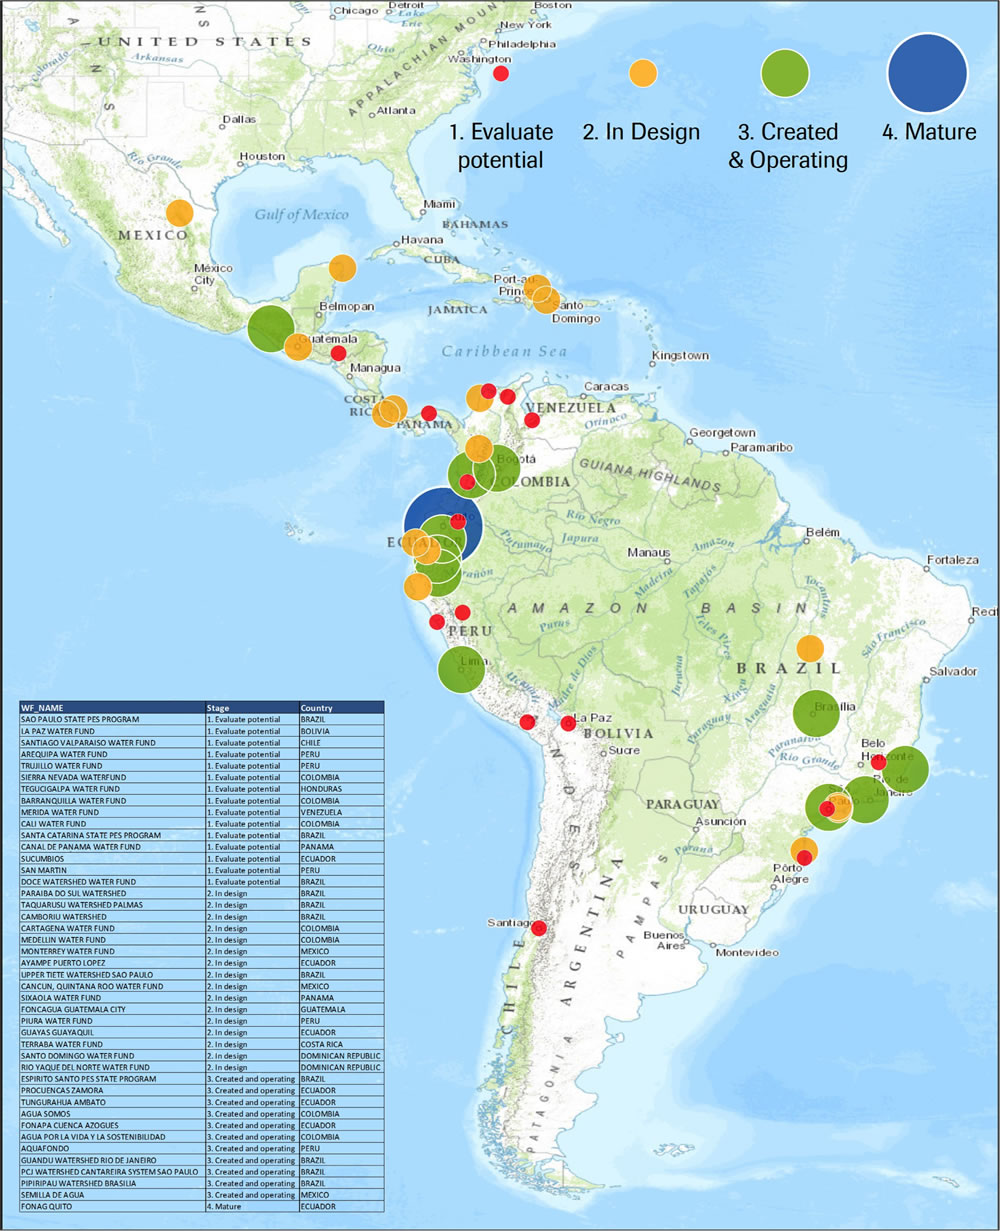 Chicago
Detroit
Lake
Erie
Boston
New York
Philadelphia
Washington
UNITED STATES
Ohio
Arkansas
Colorado
APPALACHIAN MOUN
Atlanta
Dallas
Houston
Rio Grande
Miami
Gulf of Mexico
BAHAMAS
Havana
CUBA
MEXICO
México
City
Port-au-
Prince
Santo
Domingo
JAMAICA
Belmopan
Guatemala
Caribbean Sea
Kingstown
Managua
COSTA
RIC
PANAMA
Caracas
VENEZUELA
Orinoco
Georgetown
Paramaribo
Bogotá
COLOMBIA
GUIANA HIGHLANDS
Quito
ECUADOR
Rio Negro
Putumayo
Japura
Marañón
Manaus
Amazon
Belém
Fortaleza
Madeira
Tapajós
Tocantins
AMAZON BASIN
Purus
Teles Pires
São Francisco
Reci
PERU
Lima
Ucayali
Madre de Dios
Juruena
Xingu
Araguaia
BRAZIL
Salvador
Brasília
La Paz
BOLIVIA
Sucre
Paraguay
Paranaíba
Rio Grande
Belo
Horizonte
Rio de
Janeiro
São
Paulo
PARAGUAY
Asunción
Paraná
ANDES
Pôrto
Alegre
URUGUAY
Santiago
Buenos
Aires
Montevideo
PAMPAS
CHILE
ARGENTINA
PATAGONIA
1. Evaluate
potential
2. In Design
3. Created
& Operating
4. Mature
WF_NAME Stage Country
SAO PAULO STATE PES PROGRAM 1. Evaluate potential BRAZIL
LA PAZ WATER FUND 1. Evaluate potential BOLIVIA
SANTIAGO VALPARAISO WATER FUND 1. Evaluate potential CHILE
AREQUIPA WATER FUND 1. Evaluate potential PERU
TRUJILLO WATER FUND 1. Evaluate potential PERU
SIERRA NEVADA WATERFUND 1. Evaluate potential COLOMBIA
TEGUCIGALPA WATER FUND 1. Evaluate potential HONDURAS
BARRANQUILLA WATER FUND 1. Evaluate potential COLOMBIA
MERIDA WATER FUND 1. Evaluate potential VENEZUELA
CALI WATER FUND 1. Evaluate potential COLOMBIA
SANTA CATARINA STATE PES PROGRAM 1. Evaluate potential BRAZIL
CANAL DE PANAMA WATER FUND 1. Evaluate potential PANAMA
SUCUMBIOS 1. Evaluate potential ECUADOR
SAN MARTIN 1. Evaluate potential PERU
DOCE WATERSHED WATER FUND 1. Evaluate potential BRAZIL
PARAIBA DO SUL WATERSHED 2. In design BRAZIL
TAQUARUSU WATERSHED PALMAS 2. In design BRAZIL
CAMBORIU WATERSHED 2. In design BRAZIL
CARTAGENA WATER FUND 2. In design COLOMBIA
MEDELLIN WATER FUND 2. In design COLOMBIA
MONTERREY WATER FUND 2. In design MEXICO
AYAMPE PUERTO LOPEZ 2. In design ECUADOR
UPPER TIETE WATERSHED SAO PAULO 2. In design BRAZIL
CANCUN, QUINTANA ROO WATER FUND 2. In design MEXICO
SIXAOLA WATER FUND 2. In design PANAMA
FONCAGUA GUATEMALA CITY 2. In design GUATEMALA
PIURA WATER FUND 2. In design PERU
GUAYAS GUAYAQUIL 2. In design ECUADOR
TERRABA WATER FUND 2. In design COSTA RICA
SANTO DOMINGO WATER FUND 2. In design DOMINICAN REPUBLIC
RIO YAQUE DEL NORTE WATER FUND 2. In design DOMINICAN REPUBLIC
ESPIRITO SANTO PES STATE PROGRAM 3. Created and operating BRAZIL
PROCUENCAS ZAMORA 3. Created and operating ECUADOR
TUNGURAHUA AMBATO 3. Created and operating ECUADOR
AGUA SOMOS 3. Created and operating COLOMBIA
FONAPA CUENCA AZOGUES 3. Created and operating ECUADOR
AGUA POR LA VIDA Y LA SOSTENIBILIDAD 3. Created and operating COLOMBIA
AQUAFONDO 3. Created and operating PERU
GUANDU WATERSHED RIO DE JANEIRO 3. Created and operating BRAZIL
PCJ WATERSHED CANTAREIRA SYSTEM SAO PAULO 3. Created and operating BRAZIL
PIPIRIPAU WATERSHED BRASILIA 3. Created and operating BRAZIL
SEMILLA DE AGUA 3. Created and operating MEXICO
FONAG QUITO 4. Mature ECUADOR